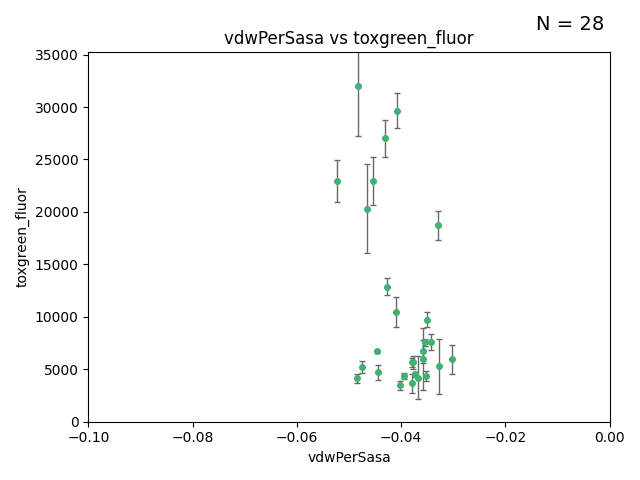 N = 28
vdwPerSasa vs toxgreen_fluor
35000
30000
25000
20000
15000
10000
5000
0
toxgreen_fluor
−0.10 −0.08 −0.06 −0.04 −0.02 0.00
vdwPerSasa